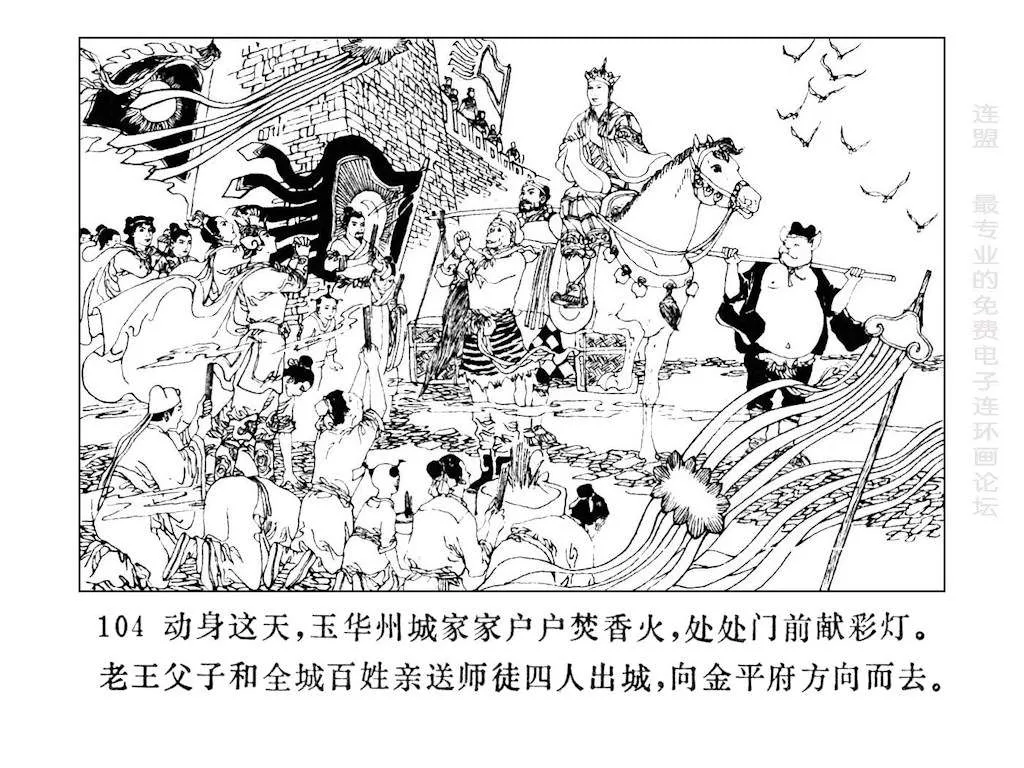 104 动身这天，玉华州城家家户户焚香火，处处门前献彩灯。
老王父子和全城百姓亲送师徒四人出城，向金平府方向而去。
连盟 最专业的免费电子连环画论坛